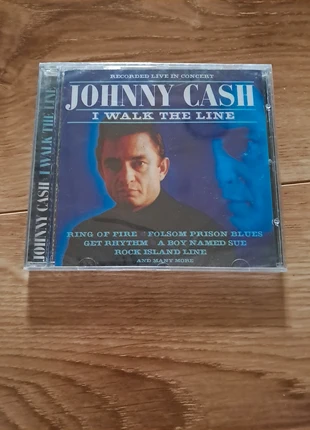 RECORDED LIVE IN CONCERT
JOHNNY CASH
I WALK THE LINE
RING OF FIRE FOLSOM PRISON BLUES
GET RHYTHM A BOY NAMED SUE
ROCK ISLAND LINE
AND MANY MORE
JOHNNY CASH I WALK THE LINE